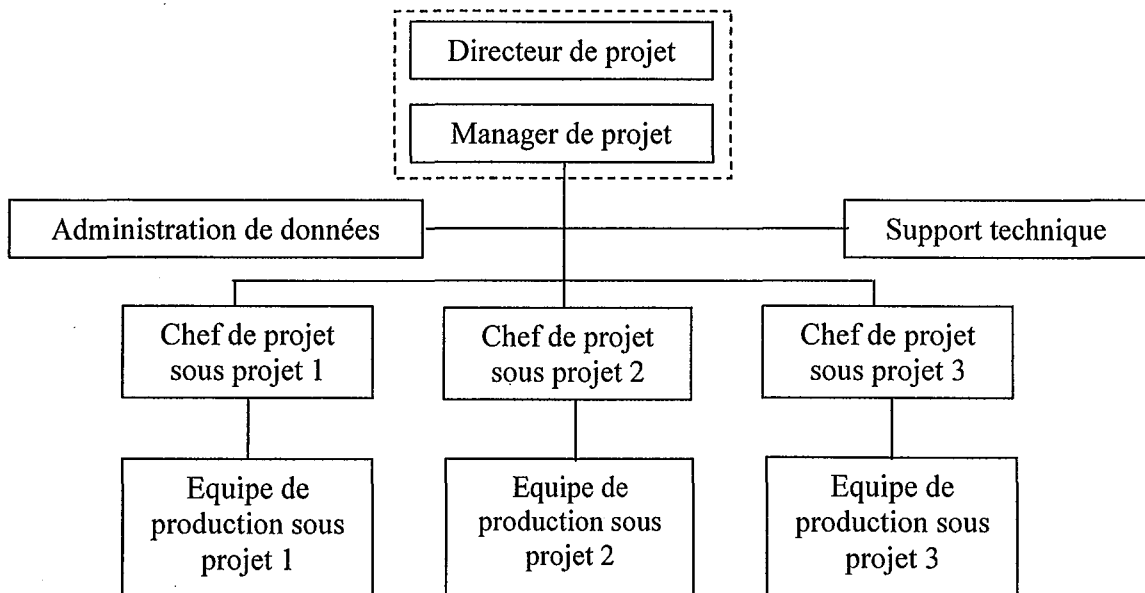 Directeur de projet
Manager de projet
Administration de données
Support technique
Chef de projet
sous projet 1
Chef de projet
sous projet 2
Chef de projet
sous projet 3
Equipe de
production sous
projet 1
Equipe de
production sous
projet 2
Equipe de
production sous
projet 3